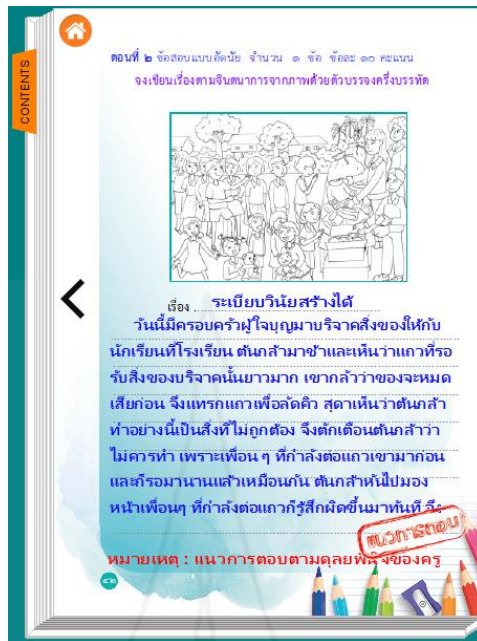 CONTENTS
ตอนที่ ๒ ข้อสอบแบบอัตนัย จำนวน ๑ ข้อ ข้อละ ๑๐ คะแนน
จงเขียนเรื่องตามจินตนาการจากภาพด้วยตัวบรรจงครึ่งบรรทัด
เรื่อง ระเบียบวินัยสร้างได้
วันนี้มีครอบครัวผู้ใจบุญมาบริจาคสิ่งของให้กับ
นักเรียนที่โรงเรียน ต้นกล้ามาช้าและเห็นว่าแถวที่รอ
รับสิ่งของบริจาคนั้นยาวมาก เขากลัวว่าของจะหมด
เสียก่อน จึงแทรกแถวเพื่อลัดคิว สุดาเห็นว่าต้นกล้า
ทำอย่างนี้เป็นสิ่งที่ไม่ถูกต้อง จึงตักเตือนต้นกล้าว่า
ไม่ควรทำ เพราะเพื่อน ๆ ที่กำลังต่อแถวเขามาก่อน
และก็รอมานานแล้วเหมือนกัน ต้นกล้าหันไปมอง
หน้าเพื่อนๆ ที่กำลังต่อแถวก็รู้สึกผิดขึ้นมาทันที จึง
แนวการตอบ
หมายเหตุ : แนวการตอบตามดุลยพินิจของครู
๔๒